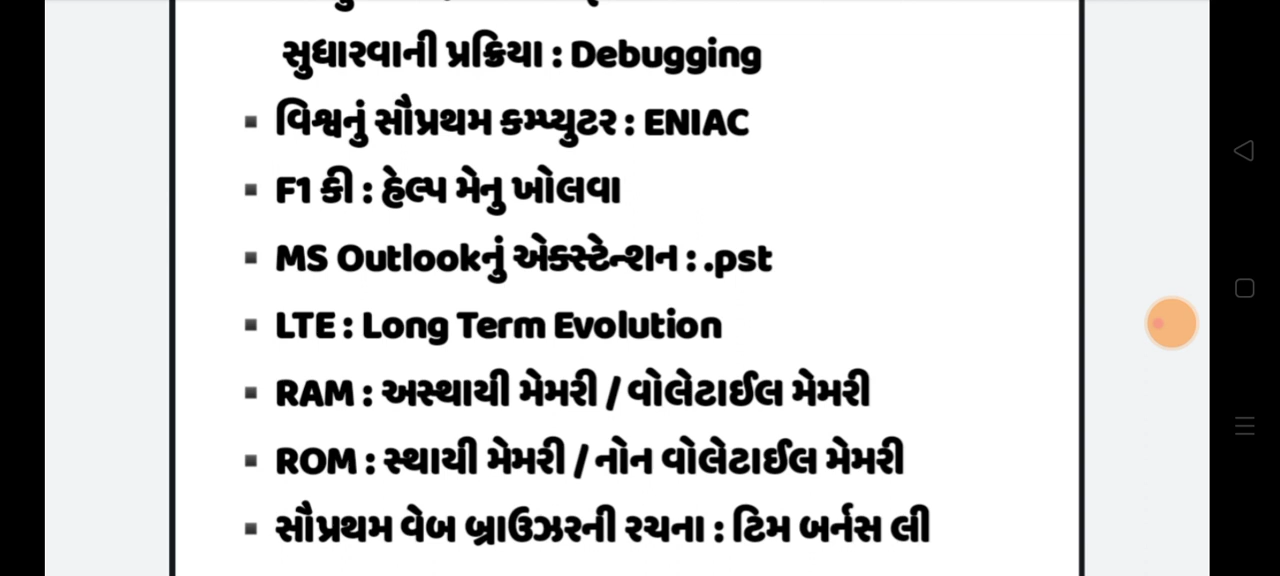 સુધારવાની પ્રક્રિયા : Debugging
▪ વિશ્વનું સૌપ્રથમ કમ્પ્યુટર : ENIAC
▪ F1 કી : હેલ્પ મેનુ ખોલવા
▪ MS Outlookનું એક્સ્ટેન્શન : .pst
▪ LTE : Long Term Evolution
▪ RAM : અસ્થાયી મેમરી / વોલેટાઈલ મેમરી
▪ ROM : સ્થાયી મેમરી / નોન વોલેટાઈલ મેમરી
▪ સૌપ્રથમ વેબ બ્રાઉઝરની રચના : ટિમ બર્નસ લી